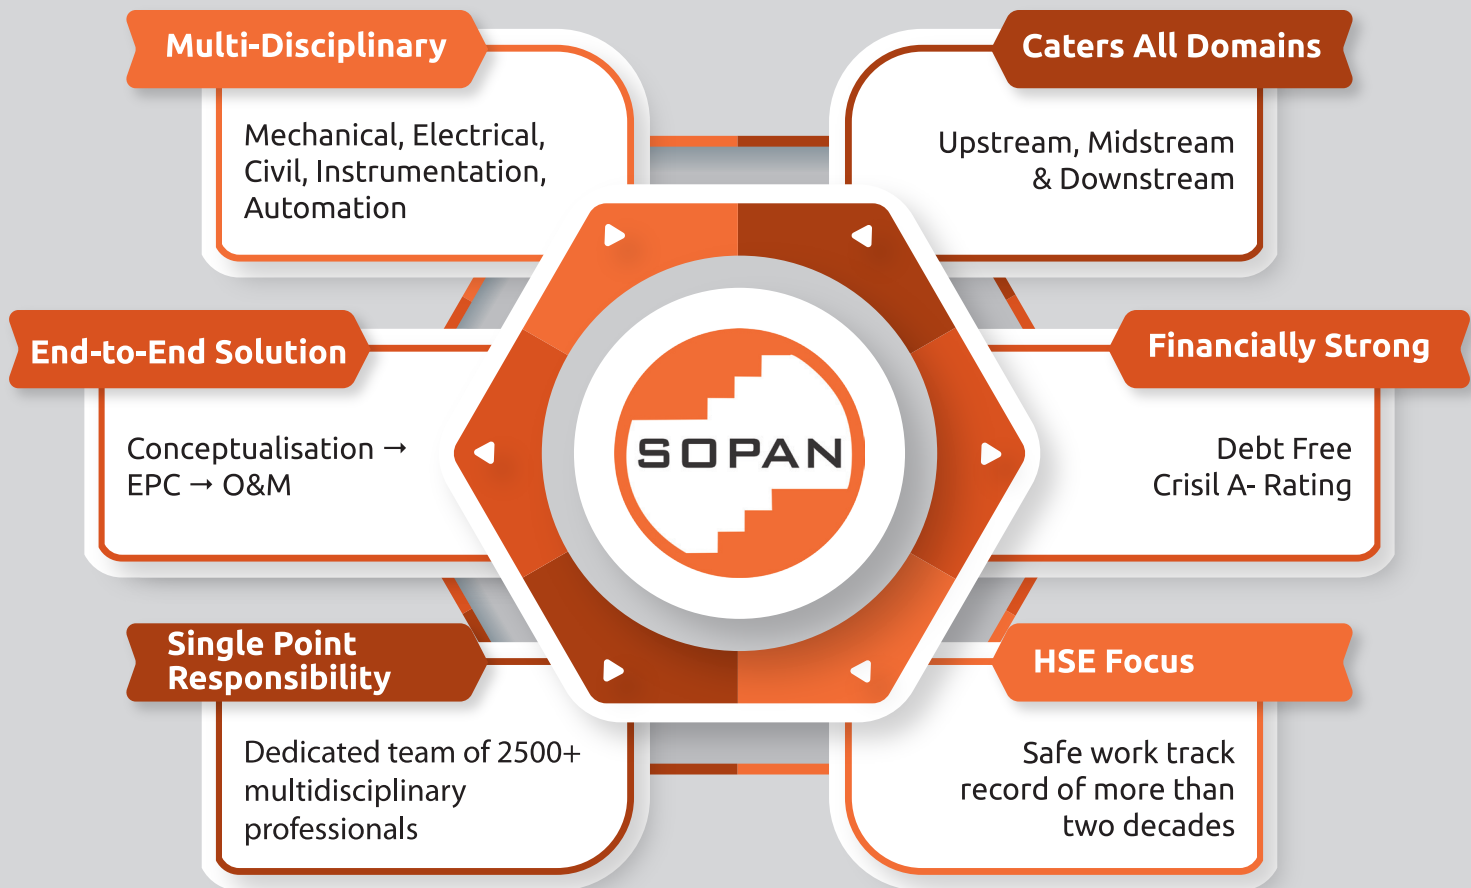 Multi-Disciplinary
Mechanical, Electrical,
Civil, Instrumentation,
Automation
Caters All Domains
Upstream, Midstream
& Downstream
End-to-End Solution
Conceptualisation →
EPC → O&M
SOPAN
Financially Strong
Debt Free
Crisil A- Rating
Single Point
Responsibility
Dedicated team of 2500+
multidisciplinary
professionals
HSE Focus
Safe work track
record of more than
two decades